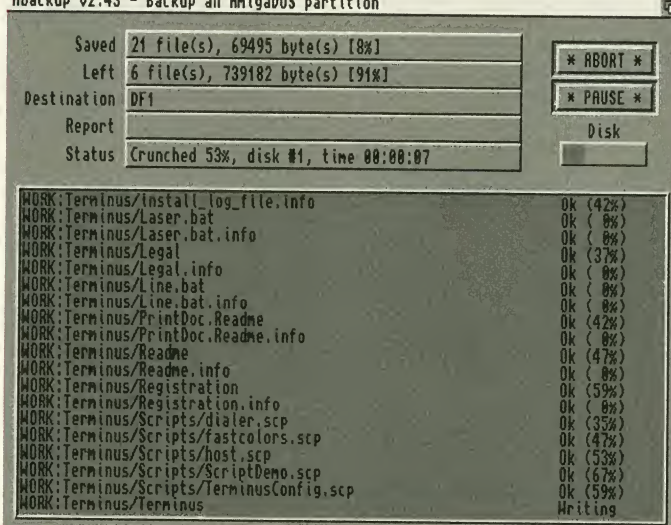 ABackup v2.43 - Backup an AmigaDOS partition
Saved 21 file(s), 69495 byte(s) [8%]
Left 6 file(s), 739182 byte(s) [91%]
* ABORT *
Destination DF1
* PAUSE *
Report
Disk
Status Crunched 53%, disk #1, time 00:00:07
WORK:Terminus/install_log_file.info Ok (42%)
WORK:Terminus/Laser.bat Ok ( 0%)
WORK:Terminus/Laser.bat.info Ok ( 0%)
WORK:Terminus/Legal Ok (37%)
WORK:Terminus/Legal.info Ok ( 0%)
WORK:Terminus/Line.bat Ok ( 0%)
WORK:Terminus/Line.bat.info Ok ( 0%)
WORK:Terminus/PrintDoc.Readme Ok (42%)
WORK:Terminus/PrintDoc.Readme.info Ok ( 0%)
WORK:Terminus/Readme Ok (47%)
WORK:Terminus/Readme.info Ok ( 0%)
WORK:Terminus/Registration Ok (59%)
WORK:Terminus/Registration.info Ok ( 0%)
WORK:Terminus/Scripts/dialer.scp Ok (35%)
WORK:Terminus/Scripts/fastcolors.scp Ok (47%)
WORK:Terminus/Scripts/host.scp Ok (53%)
WORK:Terminus/Scripts/ScriptDemo.scp Ok (67%)
WORK:Terminus/Scripts/TerminusConfig.scp Ok (59%)
WORK:Terminus/Terminus Writing